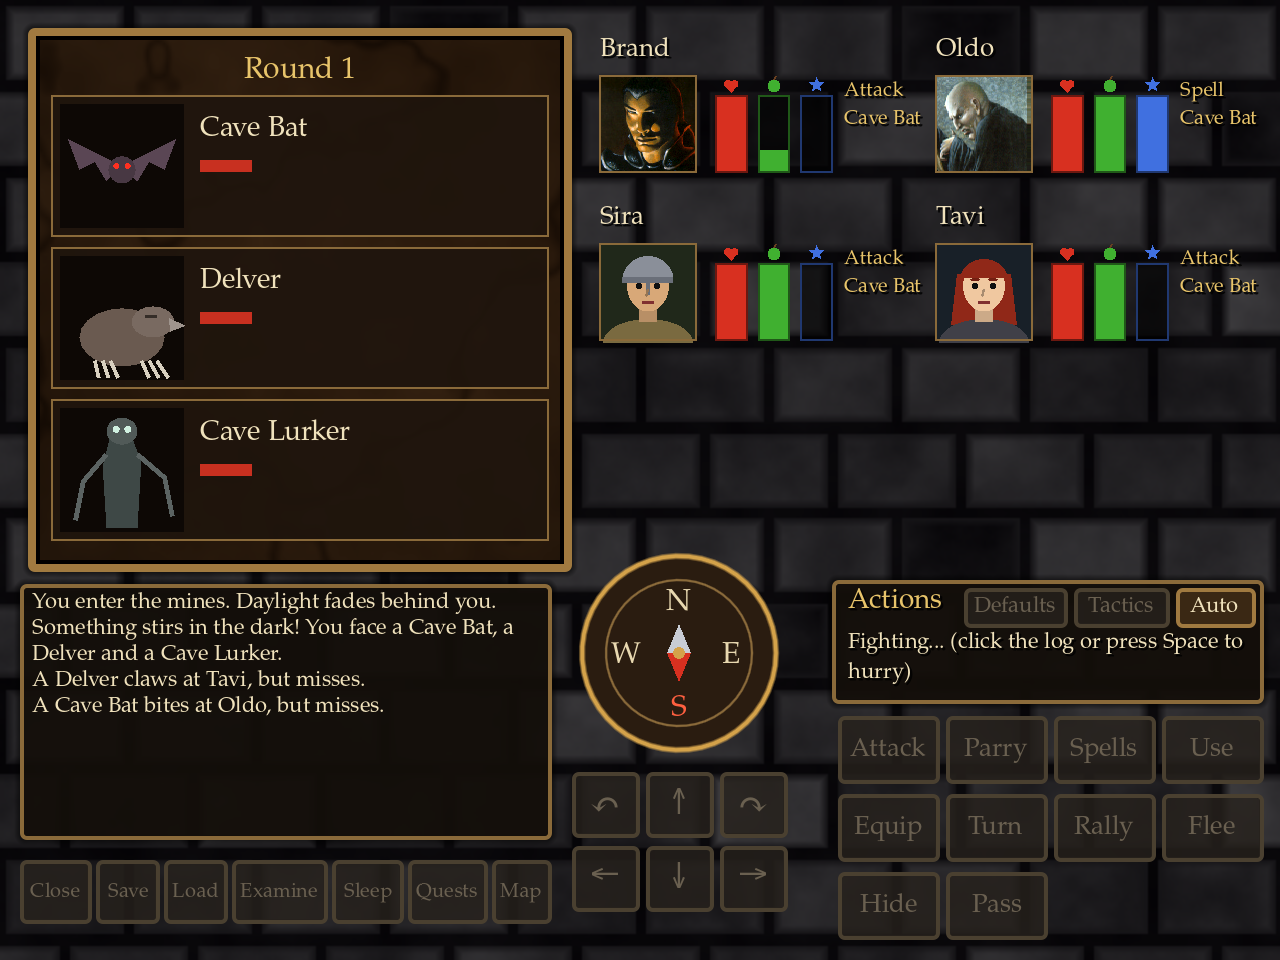 Round 1
Cave Bat
Delver
Cave Lurker
Brand
Attack
Cave Bat
Oldo
Spell
Cave Bat
Sira
Attack
Cave Bat
Tavi
Attack
Cave Bat
You enter the mines. Daylight fades behind you.
Something stirs in the dark! You face a Cave Bat, a
Delver and a Cave Lurker.
A Delver claws at Tavi, but misses.
A Cave Bat bites at Oldo, but misses.
N
W E
S
Actions Defaults Tactics Auto
Fighting... (click the log or press Space to
hurry)
Attack Parry Spells Use
Equip Turn Rally Flee
Hide Pass
Close Save Load Examine Sleep Quests Map